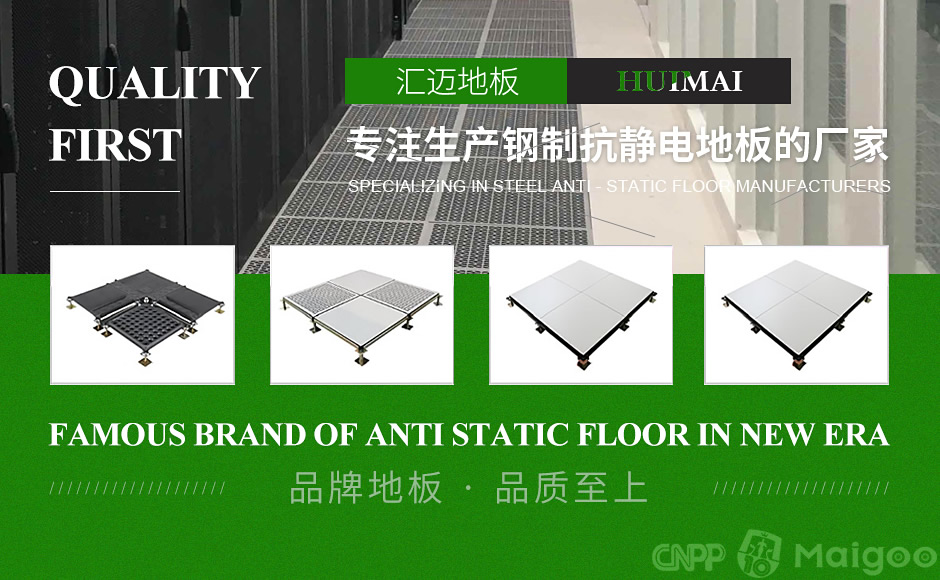 QUALITY
FIRST
汇迈地板 HUIMAI
专注生产钢制抗静电地板的厂家
SPECIALIZING IN STEEL ANTI - STATIC FLOOR MANUFACTURERS
FAMOUS BRAND OF ANTI STATIC FLOOR IN NEW ERA
品牌地板 · 品质至上
CNPP Maigoo